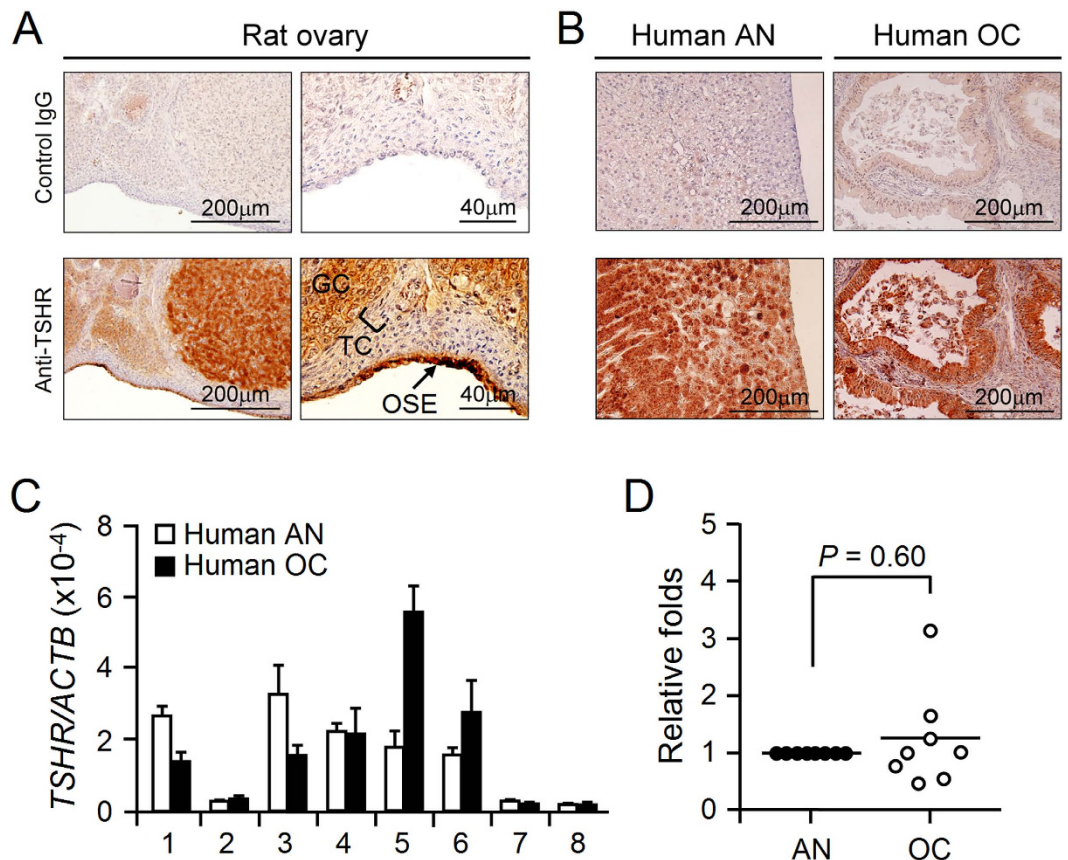 A
Rat ovary
B
Human AN
Human OC
Control IgG
200μm
40μm
200μm
200μm
Anti-TSHR
GC
TC
OSE
200μm
40μm
200μm
200μm
C
TSHR/ACTB (x10-4)
8
6
4
2
0
Human AN
Human OC
1 2 3 4 5 6 7 8
D
Relative folds
5
4
3
2
1
0
P = 0.60
AN OC